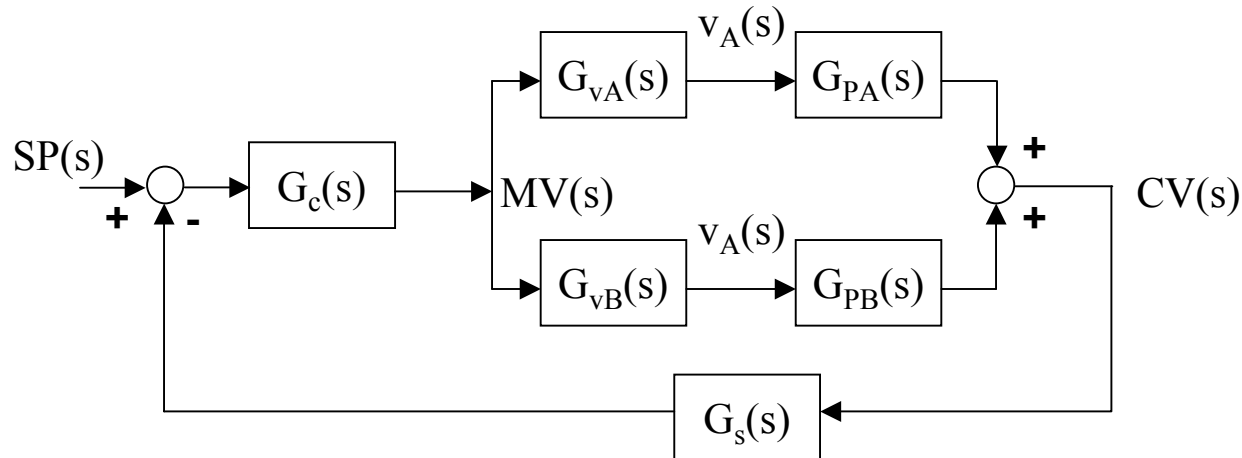 v_A(s)
G_vA(s)
G_PA(s)
SP(s)
+
-
G_c(s)
MV(s)
+
+
CV(s)
v_A(s)
G_vB(s)
G_PB(s)
G_s(s)